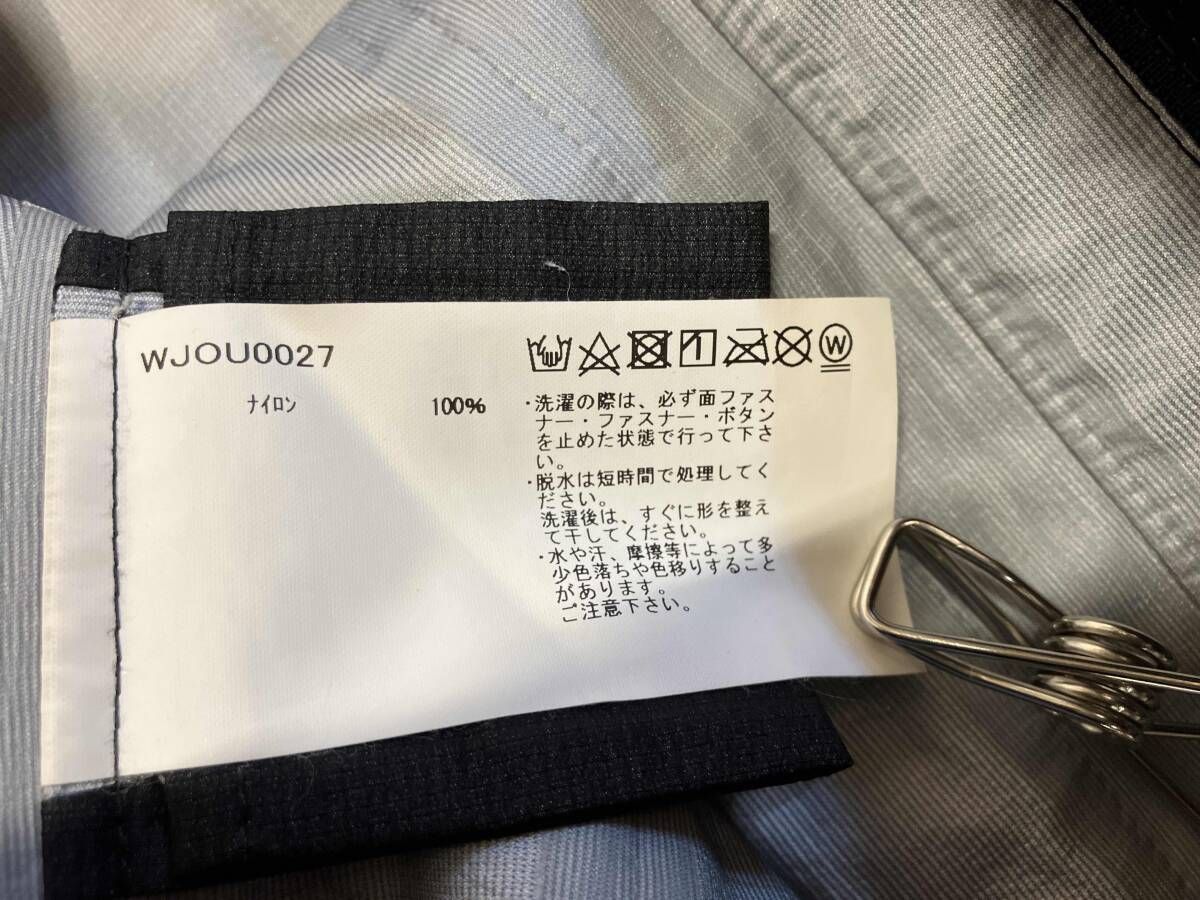 WJOU0027
ナイロン 100%
・洗濯の際は、必ず面ファス
ナー・ファスナー・ボタン
を止めた状態で行って下さ
い。
・脱水は短時間で処理してく
ださい。
洗濯後は、すぐに形を整え
て干してください。
・水や汗、摩擦等によって多
少色落ちや色移りすること
があります。
ご注意下さい。
1
W